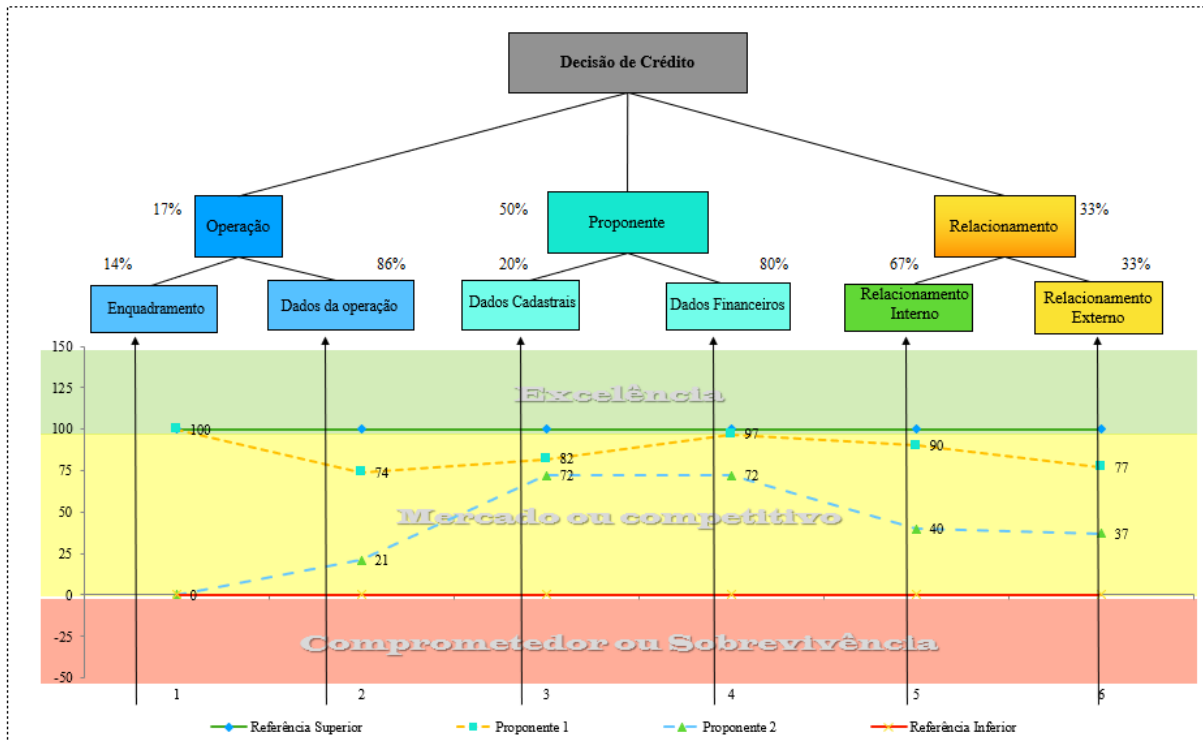 Decisão de Crédito
17%
Operação
50%
Proponente
Relacionamento
33%
14%
86%
20%
80%
67%
33%
Enquadramento
Dados da operação
Dados Cadastrais
Dados Financeiros
Relacionamento
Interno
Relacionamento
Externo
150
125
100
75
50
25
0
-25
-50
Excelência
Mercado ou competitivo
Comprometedor ou Sobrevivência
100
74
82
97
90
77
0
21
72
72
40
37
1
2
3
4
5
6
Referência Superior
Proponente 1
Proponente 2
Referência Inferior